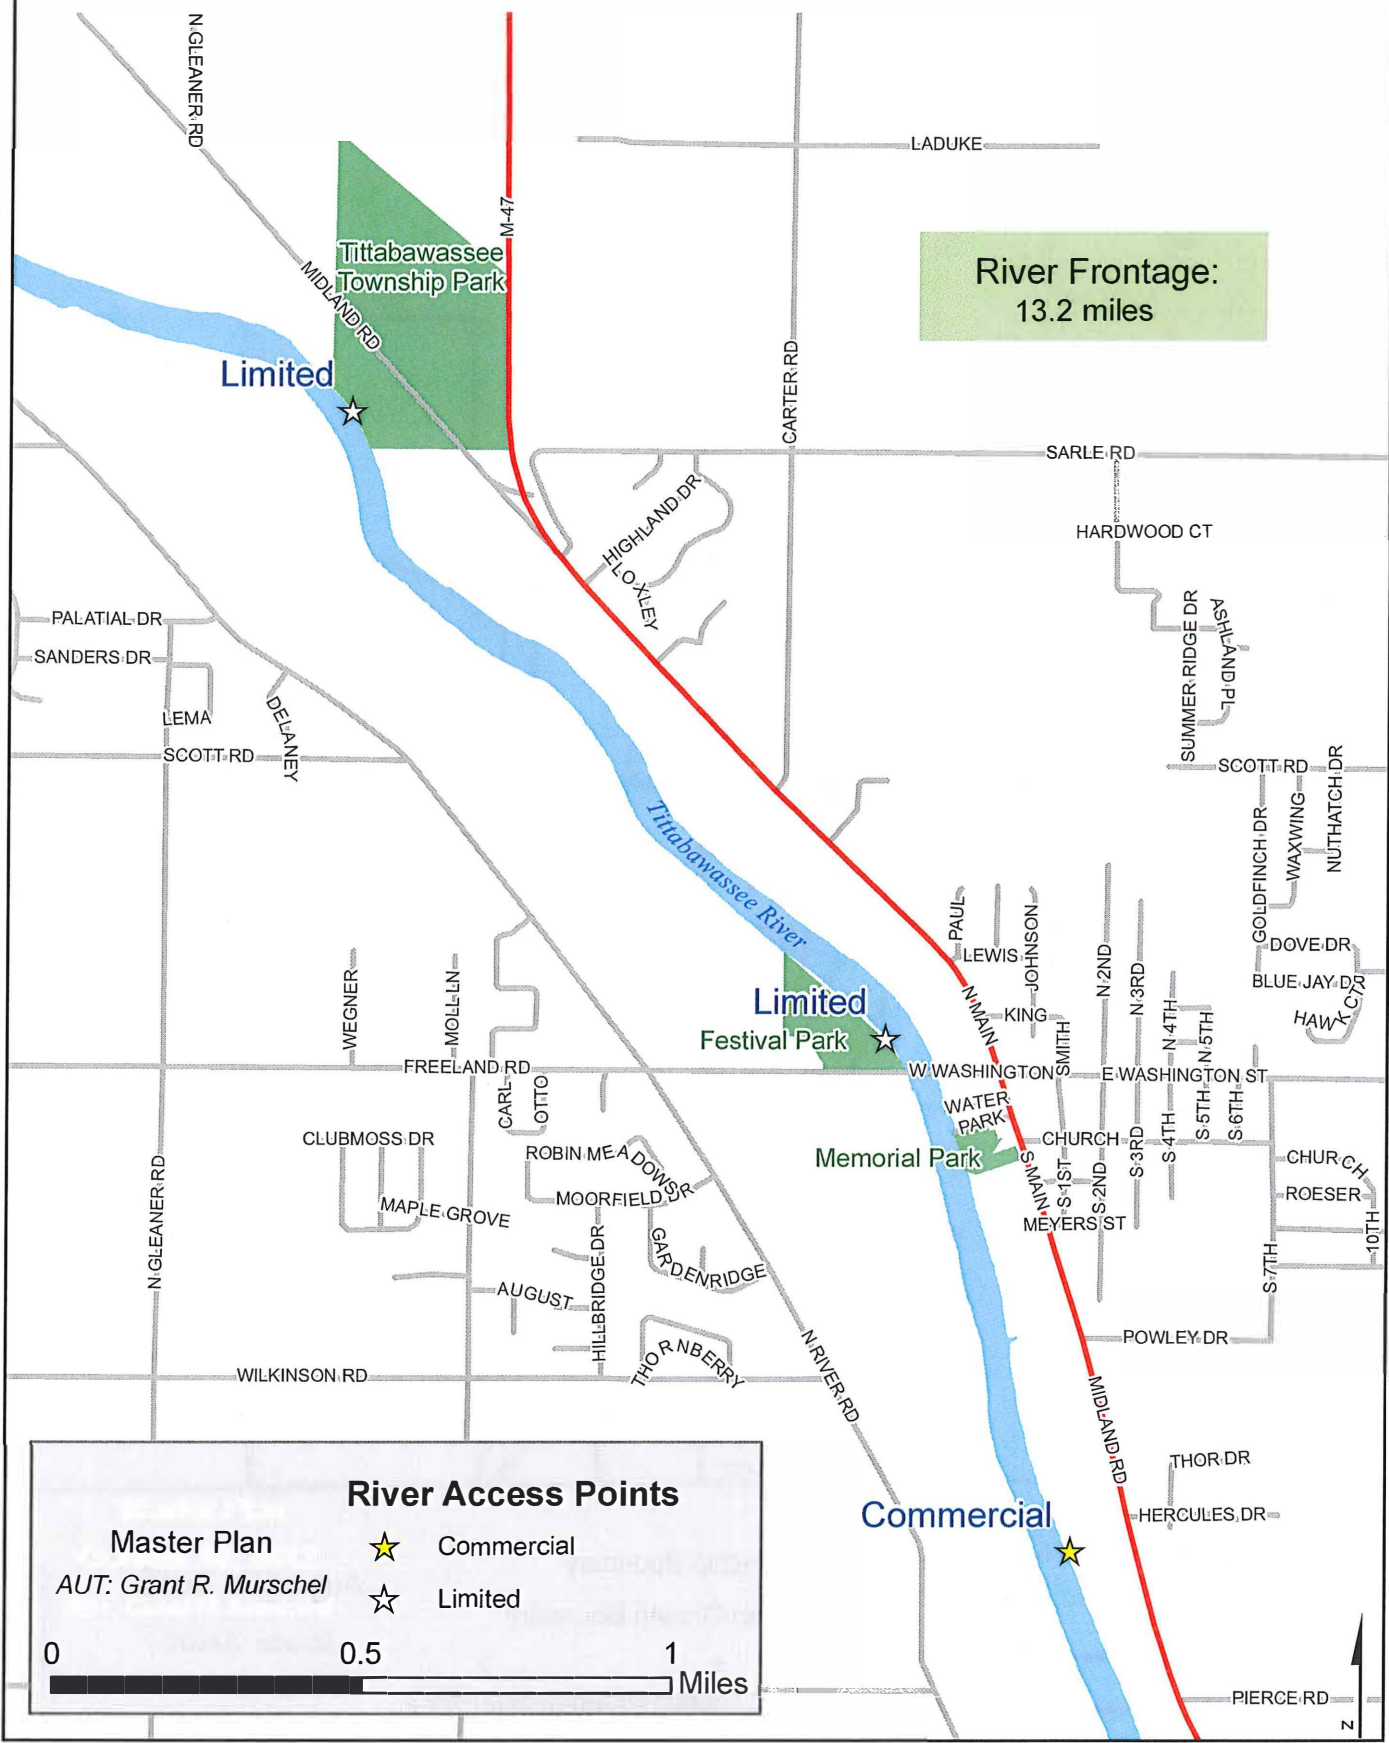 N GLEANER RD
LADUKE
M-47
Tittabawassee
Township Park
MIDLAND RD
River Frontage:
13.2 miles
Limited
CARTER RD
SARLE RD
HIGHLAND DR
LOXLEY
HARDWOOD CT
SUMMER RIDGE DR
ASHLAND PL
PALATIAL DR
SANDERS DR
LEMA
DELANEY
SCOTT RD
SCOTT RD
NUTHATCH DR
WAXWING
GOLDFINCH DR
Tittabawassee River
PAUL
LEWIS
JOHNSON
N 2ND
N 3RD
DOVE DR
BLUE JAY DR
HAWK CT
WEGNER
MOLL LN
Limited
Festival Park
N MAIN
KING
SMITH
N 4TH
N 5TH
FREELAND RD
W WASHINGTON
E WASHINGTON ST
CARL
OTTO
WATER
PARK
S 5TH
S 6TH
CLUBMOSS DR
ROBIN MEADOWS
MOORFIELD DR
Memorial Park
CHURCH
S 3RD
S 4TH
CHURCH
ROESER
10TH
S MAIN
S 1ST
S 2ND
MEYERS ST
MAPLE GROVE
N GLEANER RD
GARDENRIDGE
HILLBRIDGE DR
AUGUST
S 7TH
POWLEY DR
THORNBERRY
WILKINSON RD
N RIVER RD
MIDLAND RD
THOR DR
HERCULES DR
Commercial
River Access Points
Master Plan
Commercial
AUT: Grant R. Murschel
Limited
0 0.5 1
Miles
PIERCE RD
N